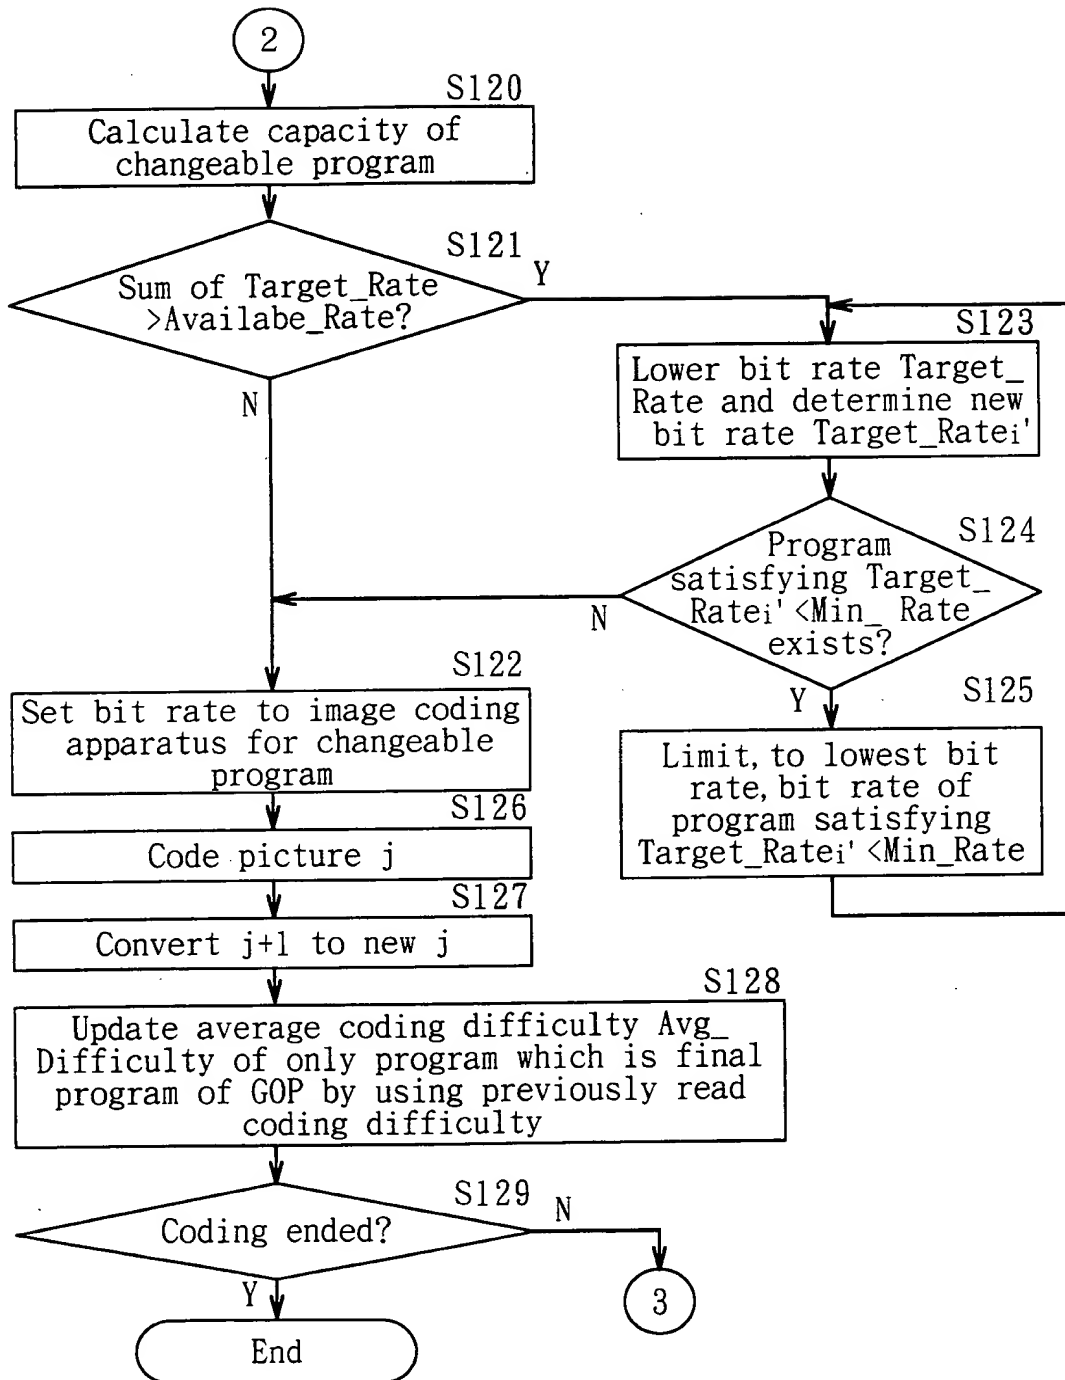 2
S120
Calculate capacity of
changeable program
S121
Sum of Target_Rate
>Availabe_Rate?
Y
N
S123
Lower bit rate Target_
Rate and determine new
bit rate Target_Ratei'
S124
Program
satisfying Target_
Ratei' <Min_ Rate
exists?
N
Y
S125
Limit, to lowest bit
rate, bit rate of
program satisfying
Target_Ratei' <Min_Rate
S122
Set bit rate to image coding
apparatus for changeable
program
S126
Code picture j
S127
Convert j+1 to new j
S128
Update average coding difficulty Avg_
Difficulty of only program which is final
program of GOP by using previously read
coding difficulty
S129
Coding ended?
N
Y
3
End